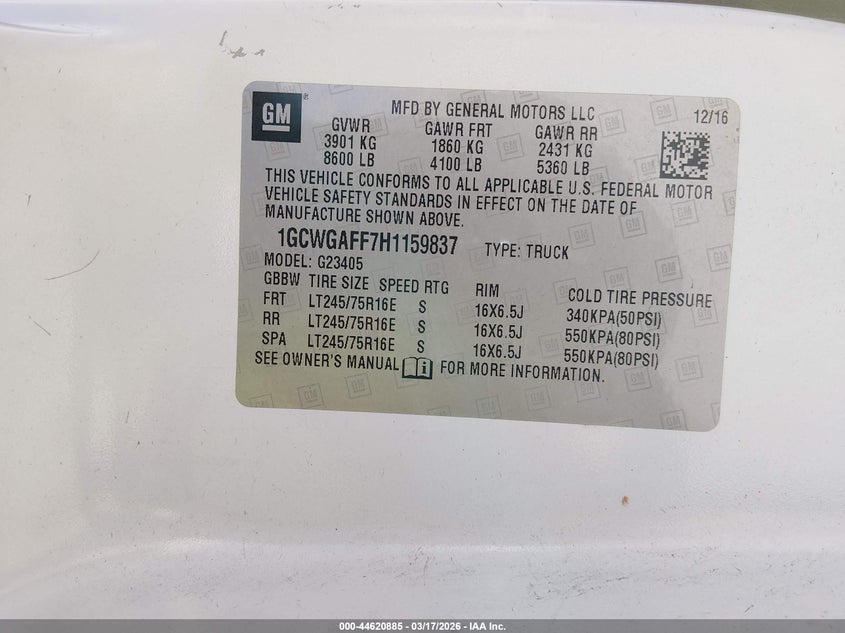 GM ®
MFD BY GENERAL MOTORS LLC 12/16
GVWR GAWR FRT GAWR RR
3901 KG 1860 KG 2431 KG
8600 LB 4100 LB 5360 LB
THIS VEHICLE CONFORMS TO ALL APPLICABLE U.S. FEDERAL MOTOR
VEHICLE SAFETY STANDARDS IN EFFECT ON THE DATE OF
MANUFACTURE SHOWN ABOVE.
1GCWGAFF7H1159837 TYPE: TRUCK
MODEL: G23405
GBBW TIRE SIZE SPEED RTG RIM COLD TIRE PRESSURE
FRT LT245/75R16E S 16X6.5J 340KPA(50PSI)
RR LT245/75R16E S 16X6.5J 550KPA(80PSI)
SPA LT245/75R16E S 16X6.5J 550KPA(80PSI)
SEE OWNER'S MANUAL FOR MORE INFORMATION.
000-44620885 - 03/17/2026 - IAA Inc.